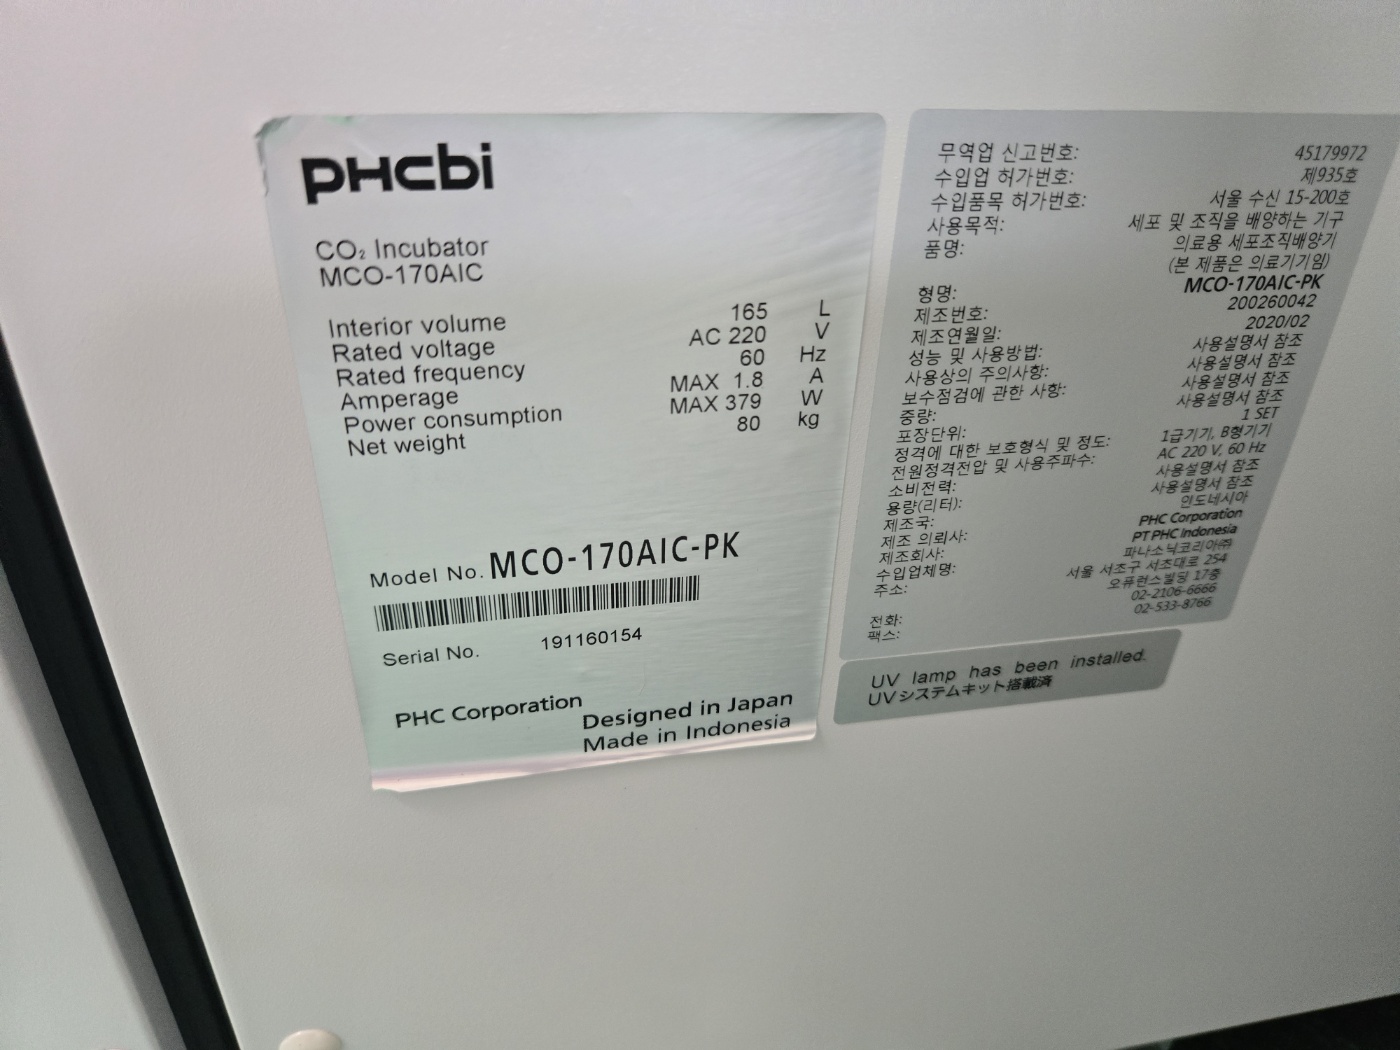 PHCbi
CO₂ Incubator
MCO-170AIC
Interior volume 165 L
Rated voltage AC 220 V
Rated frequency 60 Hz
Amperage MAX 1.8 A
Power consumption MAX 379 W
Net weight 80 kg
Model No. MCO-170AIC-PK
Serial No. 191160154
PHC Corporation
Designed in Japan
Made in Indonesia
무역업 신고번호: 45179972
수입업 허가번호: 제935호
수입품목 허가번호: 서울 수신 15-200호
사용목적: 세포 및 조직을 배양하는 기구
품명: 의료용 세포조직배양기
(본 제품은 의료기기임)
형명: MCO-170AIC-PK
제조번호: 200260042
제조연월일: 2020/02
성능 및 사용방법: 사용설명서 참조
사용상의 주의사항: 사용설명서 참조
보수점검에 관한 사항: 사용설명서 참조
중량: 사용설명서 참조
포장단위: 1 SET
정격에 대한 보호형식 및 정도: 1급기기, B형기기
전원정격전압 및 사용주파수: AC 220 V, 60 Hz
소비전력: 사용설명서 참조
용량(리터): 사용설명서 참조
제조국: 인도네시아
제조 의뢰사: PHC Corporation
제조회사: PT PHC Indonesia
수입업체명: 파나소닉코리아㈜
주소: 서울 서초구 서초대로 254
오퓨런스빌딩 17층
전화: 02-2106-6666
팩스: 02-533-8766
UV lamp has been installed.
UVシステムキット搭載済